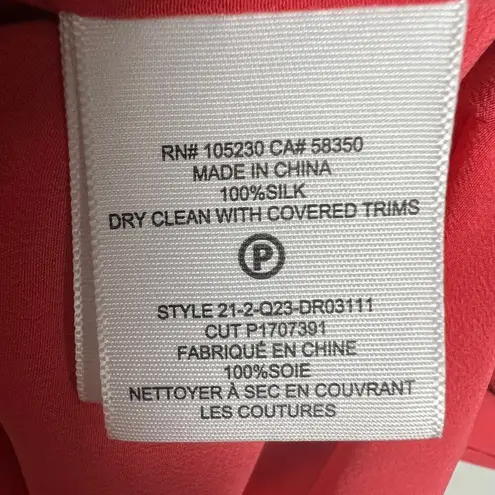 RN# 105230 CA# 58350
MADE IN CHINA
100%SILK
DRY CLEAN WITH COVERED TRIMS
P
STYLE 21-2-Q23-DR03111
CUT P1707391
FABRIQUÉ EN CHINE
100%SOIE
NETTOYER À SEC EN COUVRANT
LES COUTURES